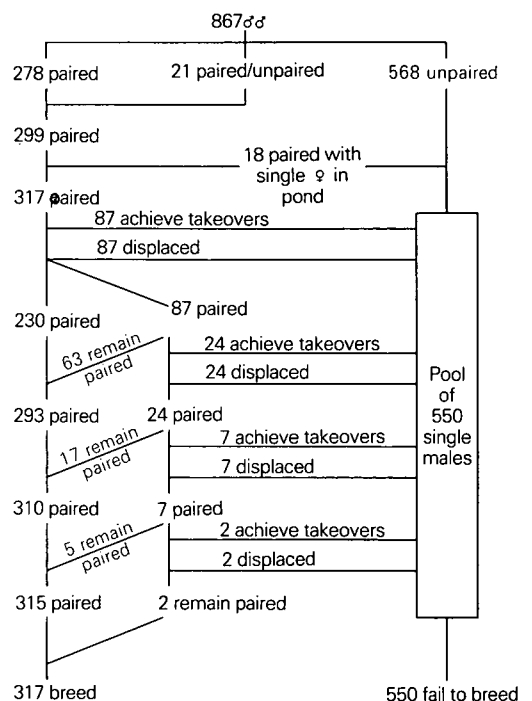 867♂♂
278 paired
21 paired/unpaired
568 unpaired
299 paired
18 paired with
single ♀ in
pond
317 paired
87 achieve takeovers
87 displaced
87 paired
230 paired
63 remain
paired
24 achieve takeovers
24 displaced
Pool
of
550
single
males
293 paired
24 paired
17 remain
paired
7 achieve takeovers
7 displaced
310 paired
7 paired
5 remain
paired
2 achieve takeovers
2 displaced
315 paired
2 remain paired
317 breed
550 fail to breed